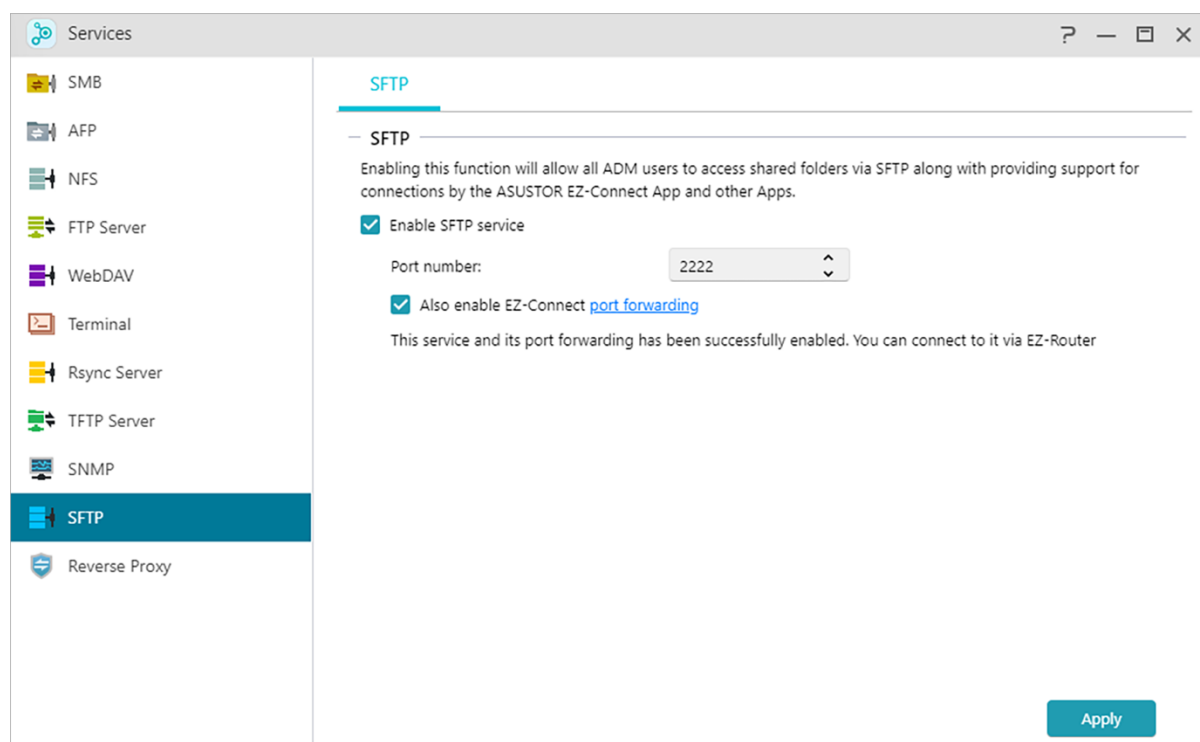 Services
SMB
AFP
NFS
FTP Server
WebDAV
Terminal
Rsync Server
TFTP Server
SNMP
SFTP
Reverse Proxy
SFTP
SFTP
Enabling this function will allow all ADM users to access shared folders via SFTP along with providing support for
connections by the ASUSTOR EZ-Connect App and other Apps.
Enable SFTP service
Port number: 2222
Also enable EZ-Connect port forwarding
This service and its port forwarding has been successfully enabled. You can connect to it via EZ-Router
Apply